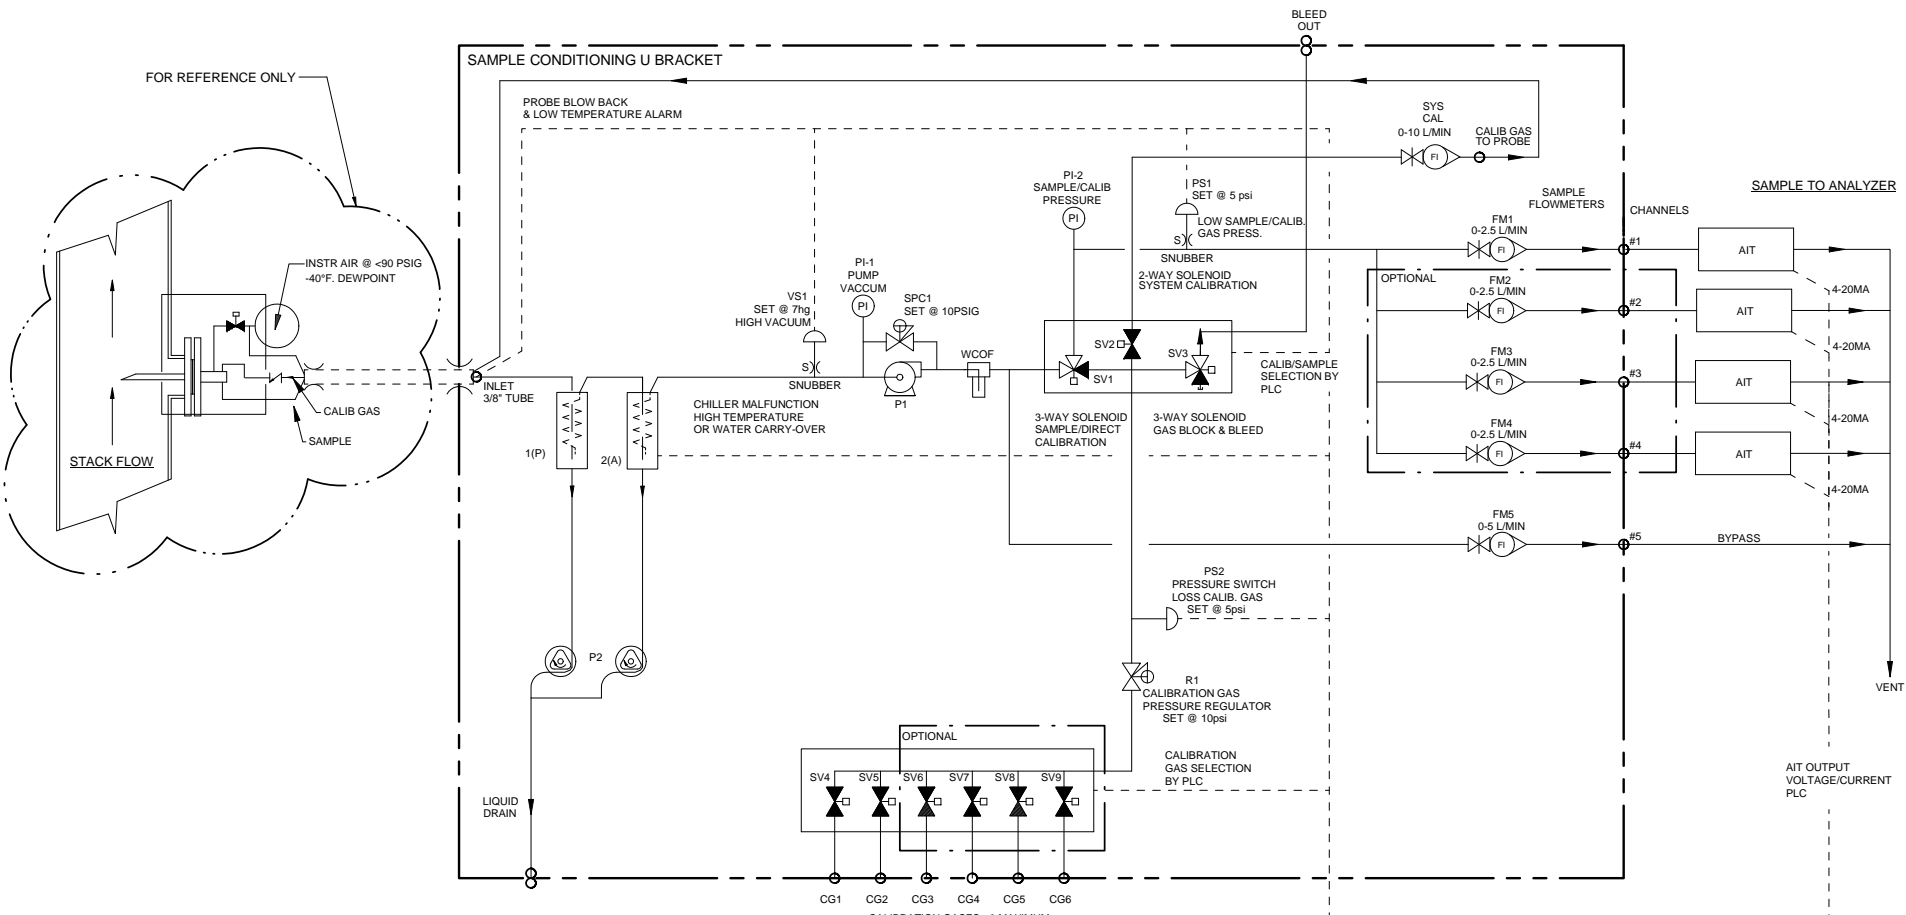 BLEED
OUT
SAMPLE CONDITIONING U BRACKET
FOR REFERENCE ONLY
PROBE BLOW BACK
& LOW TEMPERATURE ALARM
SYS
CAL
0-10 L/MIN
CALIB GAS
TO PROBE
FI
PI-2
SAMPLE/CALIB
PRESSURE
PI
PS1
SET @ 5 psi
LOW SAMPLE/CALIB.
GAS PRESS.
S
SNUBBER
SAMPLE
FLOWMETERS
CHANNELS
SAMPLE TO ANALYZER
FM1
0-2.5 L/MIN
FI
#1
AIT
4-20MA
OPTIONAL
FM2
0-2.5 L/MIN
FI
#2
AIT
4-20MA
FM3
0-2.5 L/MIN
FI
#3
AIT
4-20MA
FM4
0-2.5 L/MIN
FI
#4
AIT
4-20MA
FM5
0-5 L/MIN
FI
#5
BYPASS
VENT
INSTR AIR @ <90 PSIG
-40°F. DEWPOINT
CALIB GAS
SAMPLE
STACK FLOW
INLET
3/8" TUBE
1(P)
2(A)
VS1
SET @ 7hg
HIGH VACUUM
S
SNUBBER
PI-1
PUMP
VACCUM
PI
SPC1
SET @ 10PSIG
P1
WCOF
CHILLER MALFUNCTION
HIGH TEMPERATURE
OR WATER CARRY-OVER
2-WAY SOLENOID
SYSTEM CALIBRATION
SV2
SV3
SV1
CALIB/SAMPLE
SELECTION BY
PLC
3-WAY SOLENOID
SAMPLE/DIRECT
CALIBRATION
3-WAY SOLENOID
GAS BLOCK & BLEED
PS2
PRESSURE SWITCH
LOSS CALIB. GAS
SET @ 5psi
P2
R1
CALIBRATION GAS
PRESSURE REGULATOR
SET @ 10psi
OPTIONAL
CALIBRATION
GAS SELECTION
BY PLC
SV4
SV5
SV6
SV7
SV8
SV9
LIQUID
DRAIN
AIT OUTPUT
VOLTAGE/CURRENT
PLC
CG1
CG2
CG3
CG4
CG5
CG6